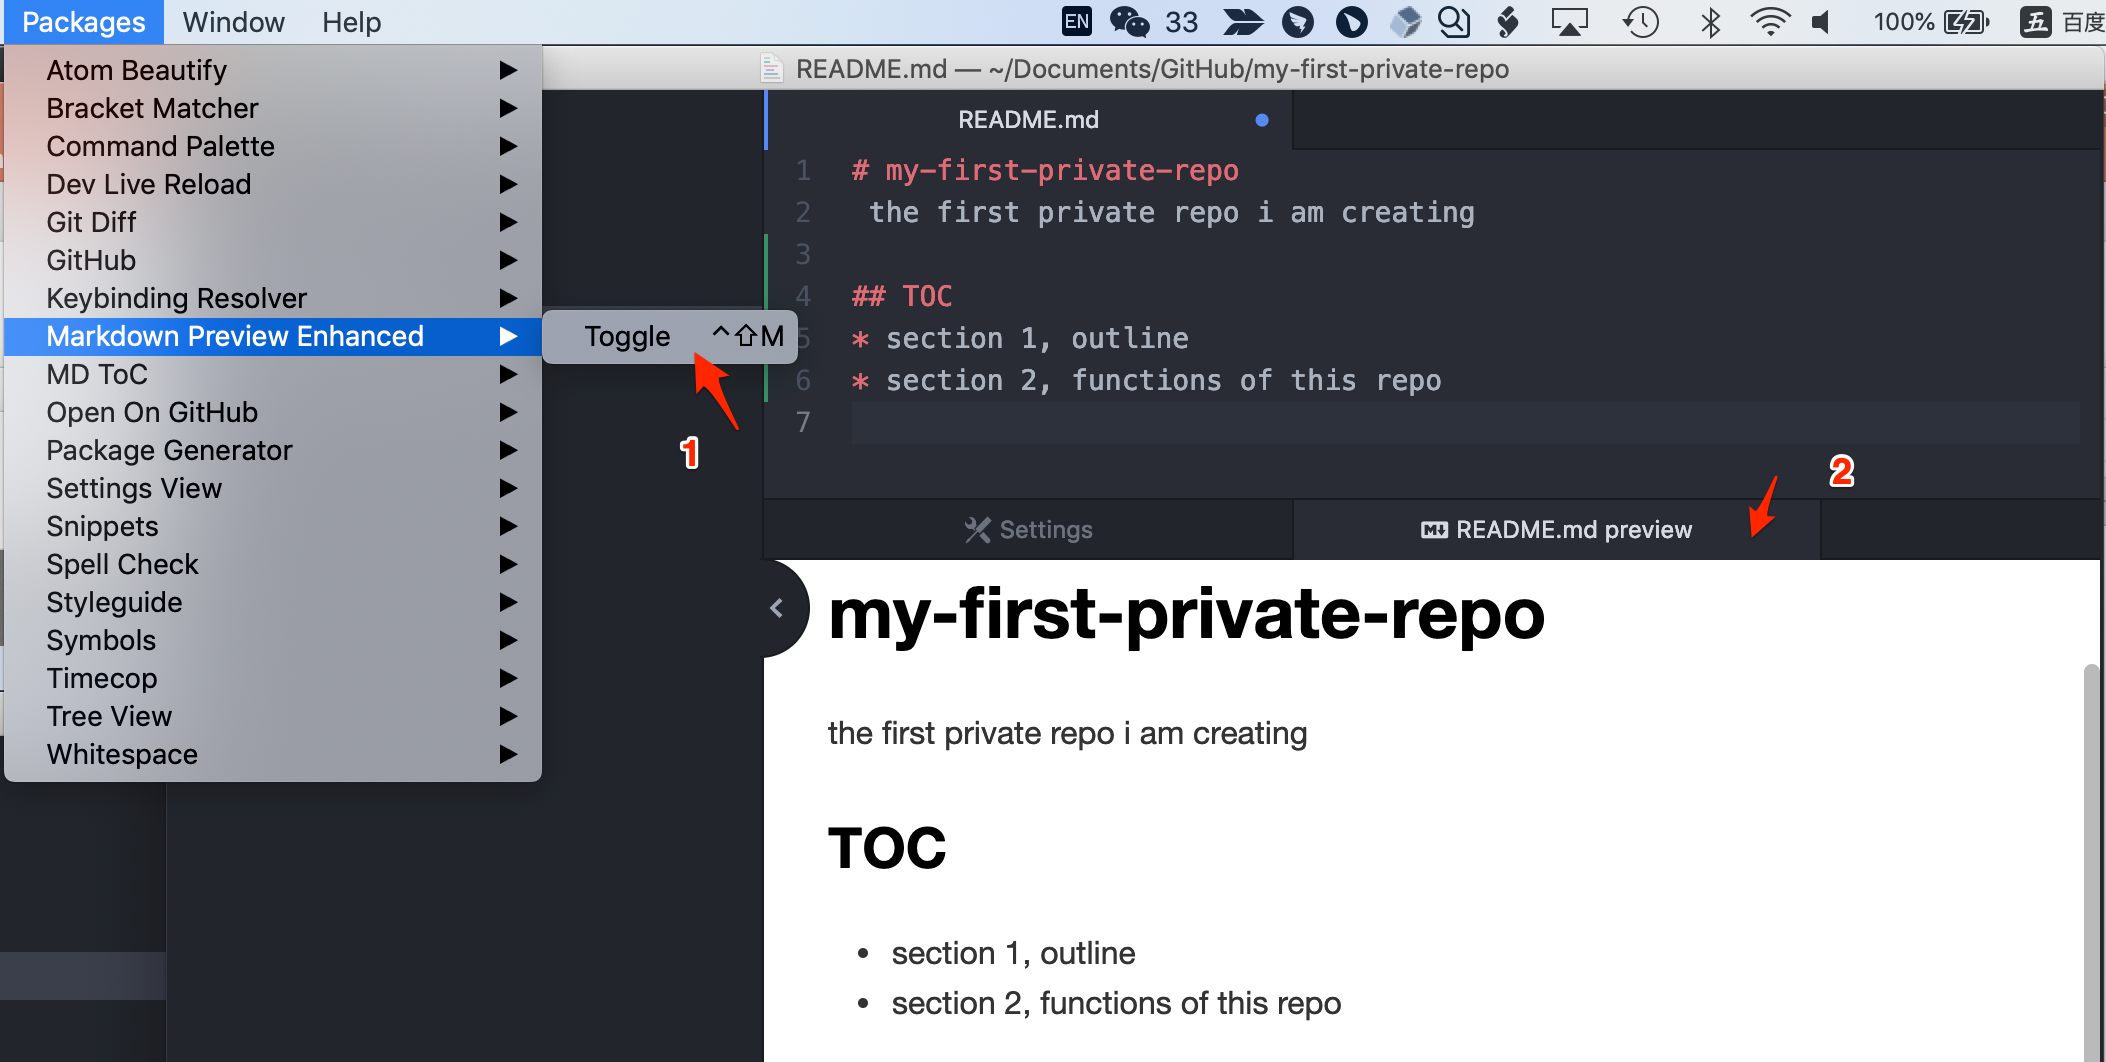 Packages Window Help EN 33 100% 五 百度
README.md — ~/Documents/GitHub/my-first-private-repo
Atom Beautify
Bracket Matcher
Command Palette
Dev Live Reload
Git Diff
GitHub
Keybinding Resolver
Markdown Preview Enhanced
Toggle ^⇧M
MD ToC
Open On GitHub
Package Generator
Settings View
Snippets
Spell Check
Styleguide
Symbols
Timecop
Tree View
Whitespace
1
README.md
1 # my-first-private-repo
2 the first private repo i am creating
3
4 ## TOC
5 * section 1, outline
6 * section 2, functions of this repo
7
2
Settings
M↓ README.md preview
my-first-private-repo
the first private repo i am creating
TOC
• section 1, outline
• section 2, functions of this repo